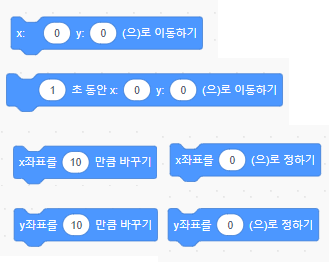 x: 0 y: 0 (으)로 이동하기
1 초 동안 x: 0 y: 0 (으)로 이동하기
x좌표를 10 만큼 바꾸기
x좌표를 0 (으)로 정하기
y좌표를 10 만큼 바꾸기
y좌표를 0 (으)로 정하기